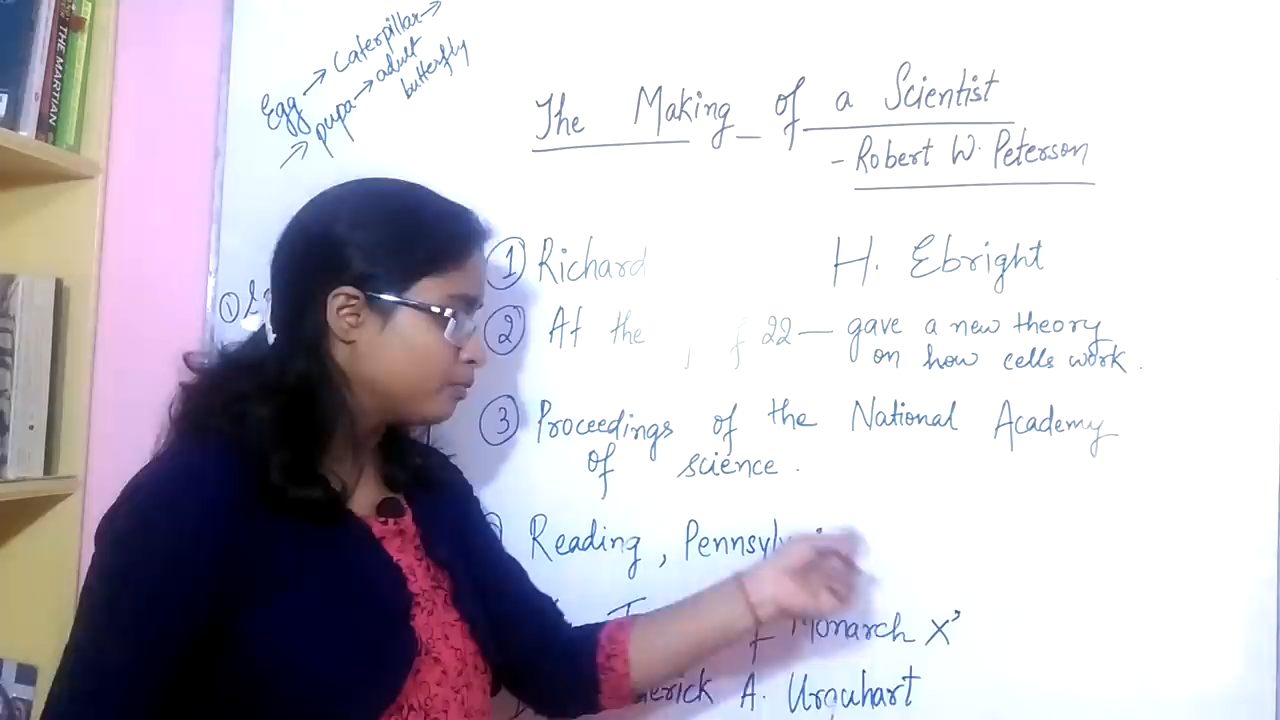 THE MARTIAN
Egg → Caterpillar →
→ pupa → adult
butterfly
The Making of a Scientist
- Robert W. Peterson
① Richard H. Ebright
② At the 22 — gave a new theory
on how cells work.
③ Proceedings of the National Academy
of science.
Reading,
Monarch X’
A. Urquhart
①